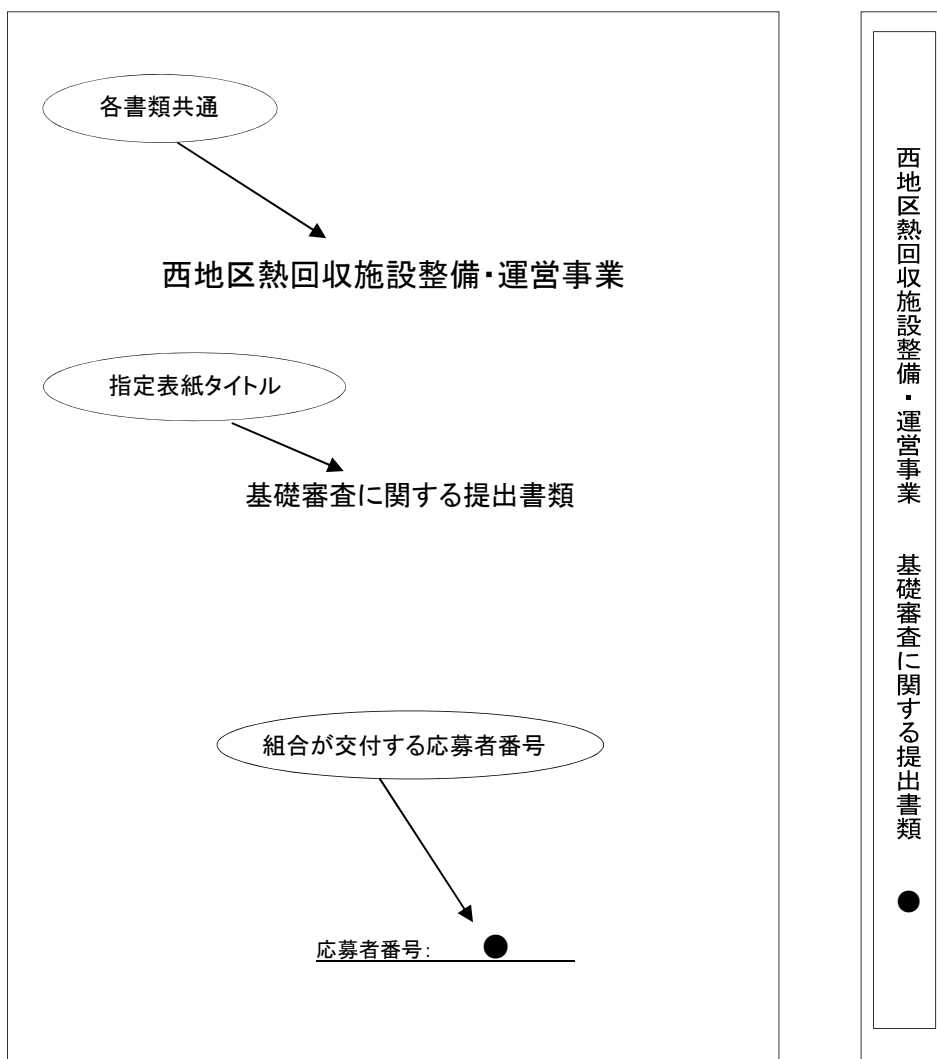 各書類共通
西地区熱回収施設整備・運営事業
指定表紙タイトル
基礎審査に関する提出書類
組合が交付する応募者番号
応募者番号: ●
西地区熱回収施設整備・運営事業 基礎審査に関する提出書類 ●